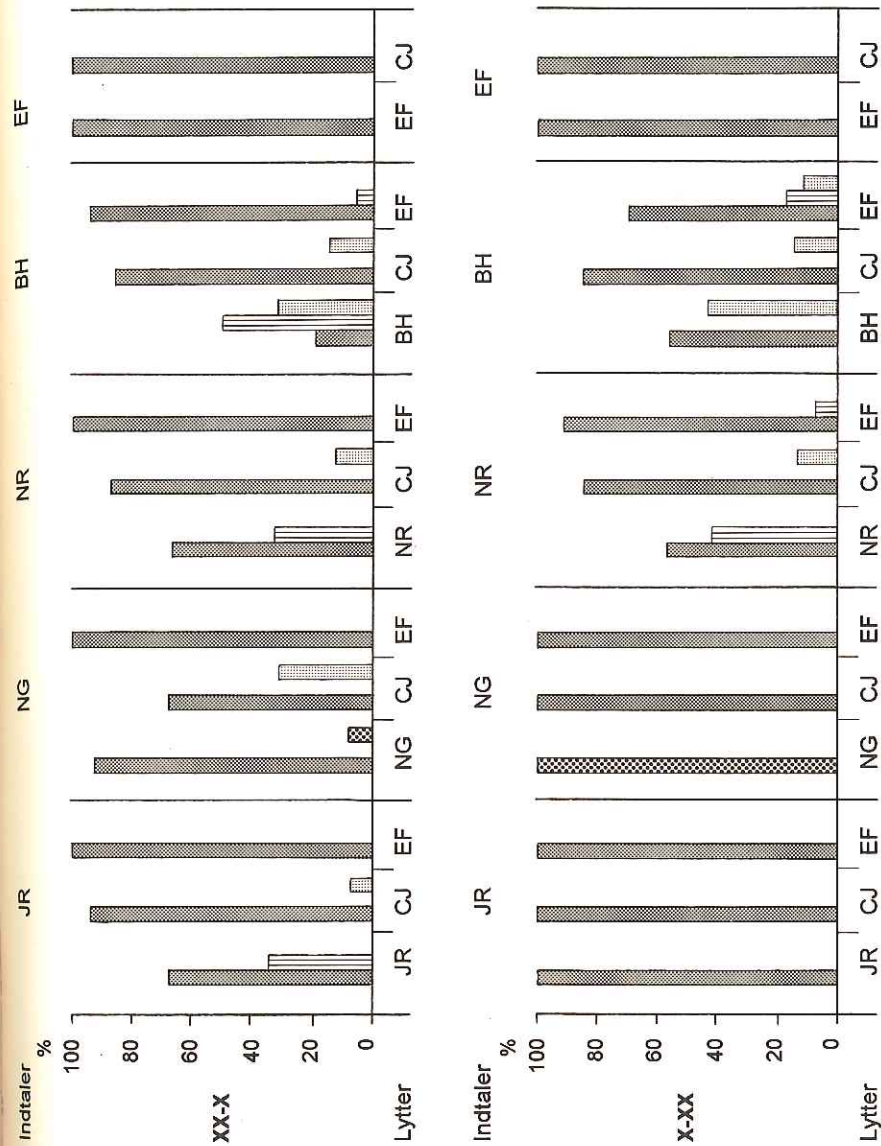 Indtaler JR NG NR BH EF
%
100
80
60
40
20
0
XX-X
Lytter JR CJ EF NG CJ EF NR CJ EF BH CJ EF EF CJ
Indtaler JR NG NR BH EF
%
100
80
60
40
20
0
X-XX
Lytter JR CJ EF NG CJ EF NR CJ EF BH CJ EF EF CJ